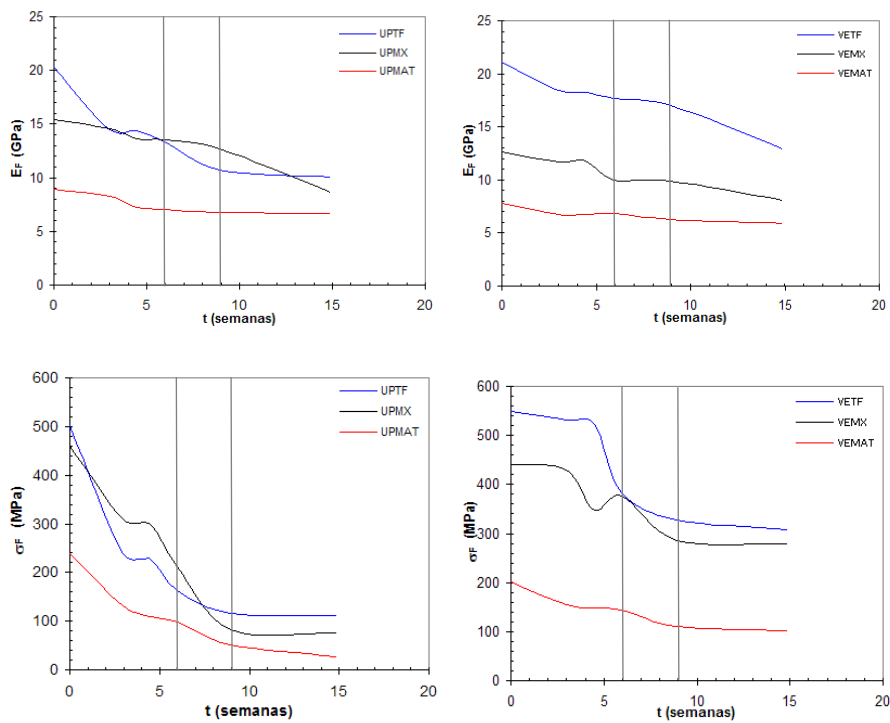 25
20
15
10
5
0
E_F (GPa)
UPTF
UPMX
UPMAT
0 5 10 15 20
t (semanas)
25
20
15
10
5
0
E_F (GPa)
VETF
VEMX
VEMAT
0 5 10 15 20
t (semanas)
600
500
400
300
200
100
0
σF (MPa)
UPTF
UPMX
UPMAT
0 5 10 15 20
t (semanas)
600
500
400
300
200
100
0
σF (MPa)
VETF
VEMX
VEMAT
0 5 10 15 20
t (semanas)